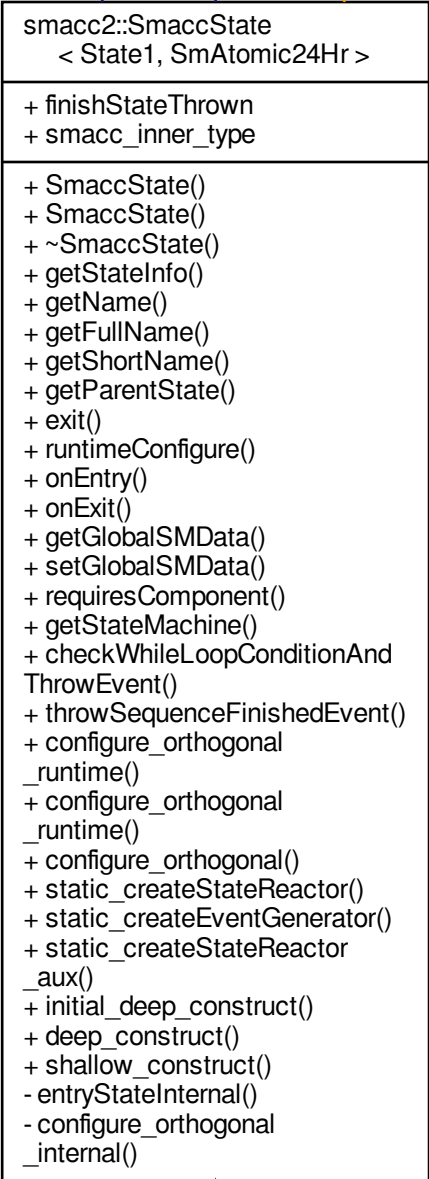 smacc2::SmaccState
< State1, SmAtomic24Hr >
+ finishStateThrown
+ smacc_inner_type
+ SmaccState()
+ SmaccState()
+ ~SmaccState()
+ getStateInfo()
+ getName()
+ getFullName()
+ getShortName()
+ getParentState()
+ exit()
+ runtimeConfigure()
+ onEntry()
+ onExit()
+ getGlobalSMData()
+ setGlobalSMData()
+ requiresComponent()
+ getStateMachine()
+ checkWhileLoopConditionAnd
ThrowEvent()
+ throwSequenceFinishedEvent()
+ configure_orthogonal
_runtime()
+ configure_orthogonal
_runtime()
+ configure_orthogonal()
+ static_createStateReactor()
+ static_createEventGenerator()
+ static_createStateReactor
_aux()
+ initial_deep_construct()
+ deep_construct()
+ shallow_construct()
- entryStateInternal()
- configure_orthogonal
_internal()